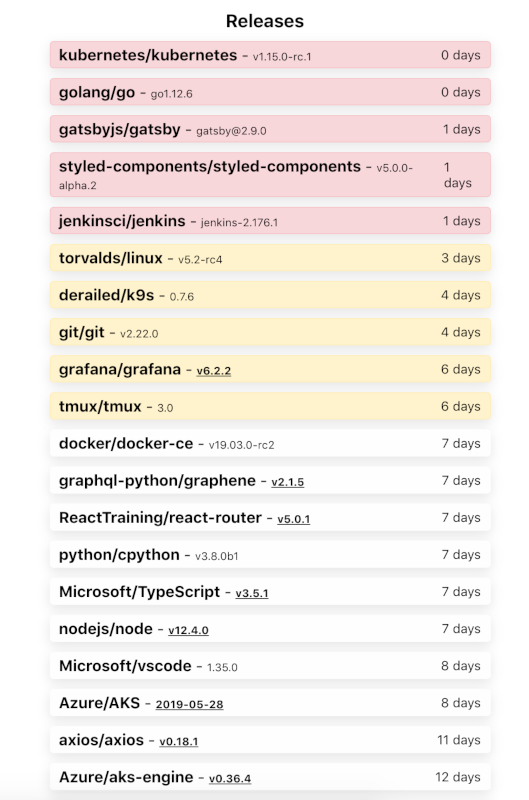 Releases
kubernetes/kubernetes - v1.15.0-rc.1 0 days
golang/go - go1.12.6 0 days
gatsbyjs/gatsby - gatsby@2.9.0 1 days
styled-components/styled-components - v5.0.0- 1
alpha.2 days
jenkinsci/jenkins - jenkins-2.176.1 1 days
torvalds/linux - v5.2-rc4 3 days
derailed/k9s - 0.7.6 4 days
git/git - v2.22.0 4 days
grafana/grafana - v6.2.2 6 days
tmux/tmux - 3.0 6 days
docker/docker-ce - v19.03.0-rc2 7 days
graphql-python/graphene - v2.1.5 7 days
ReactTraining/react-router - v5.0.1 7 days
python/cpython - v3.8.0b1 7 days
Microsoft/TypeScript - v3.5.1 7 days
nodejs/node - v12.4.0 7 days
Microsoft/vscode - 1.35.0 8 days
Azure/AKS - 2019-05-28 8 days
axios/axios - v0.18.1 11 days
Azure/aks-engine - v0.36.4 12 days